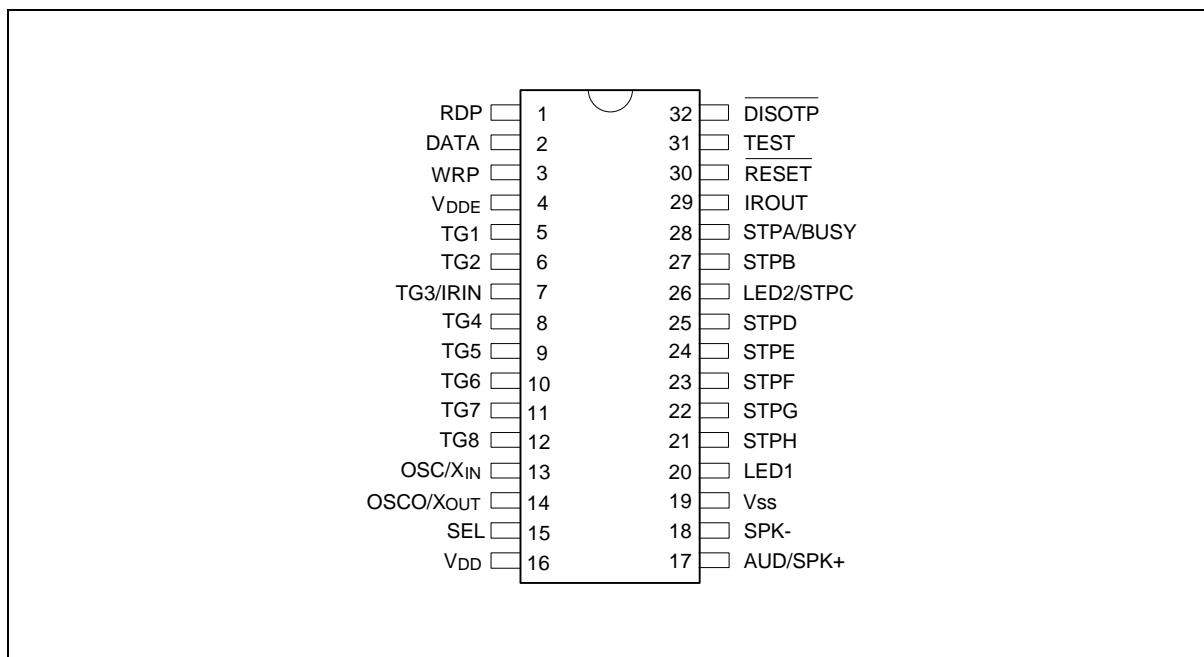 RDP 1 32 DISOTP
DATA 2 31 TEST
WRP 3 30 RESET
VDDE 4 29 IROUT
TG1 5 28 STPA/BUSY
TG2 6 27 STPB
TG3/IRIN 7 26 LED2/STPC
TG4 8 25 STPD
TG5 9 24 STPE
TG6 10 23 STPF
TG7 11 22 STPG
TG8 12 21 STPH
OSC/XIN 13 20 LED1
OSCO/XOUT 14 19 Vss
SEL 15 18 SPK-
VDD 16 17 AUD/SPK+